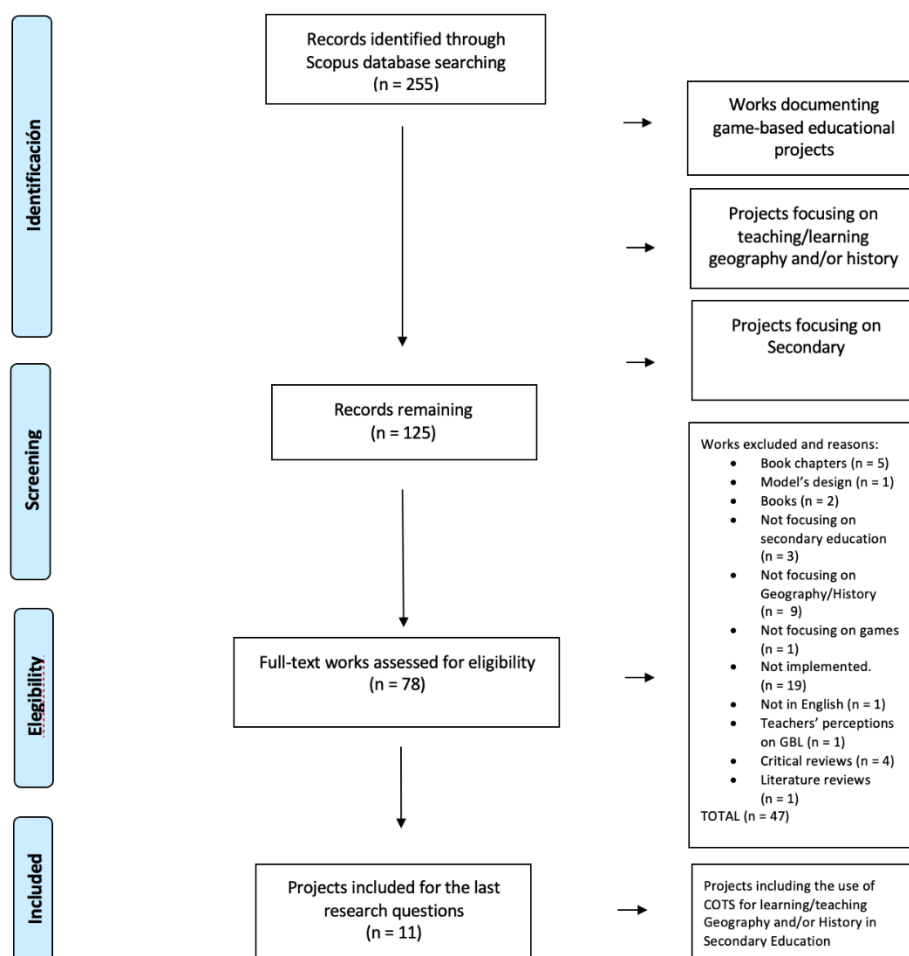 Identificación
Records identified through
Scopus database searching
(n = 255)
Works documenting
game-based educational
projects
Projects focusing on
teaching/learning
geography and/or history
Projects focusing on
Secondary
Screening
Records remaining
(n = 125)
Works excluded and reasons:
• Book chapters (n = 5)
• Model’s design (n = 1)
• Books (n = 2)
• Not focusing on
secondary education
(n = 3)
• Not focusing on
Geography/History
(n = 9)
• Not focusing on games
(n = 1)
• Not implemented.
(n = 19)
• Not in English (n = 1)
• Teachers’ perceptions
on GBL (n = 1)
• Critical reviews (n = 4)
• Literature reviews
(n = 1)
TOTAL (n = 47)
Elegibility
Full-text works assessed for eligibility
(n = 78)
Included
Projects included for the last
research questions
(n = 11)
Projects including the use of
COTS for learning/teaching
Geography and/or History in
Secondary Education